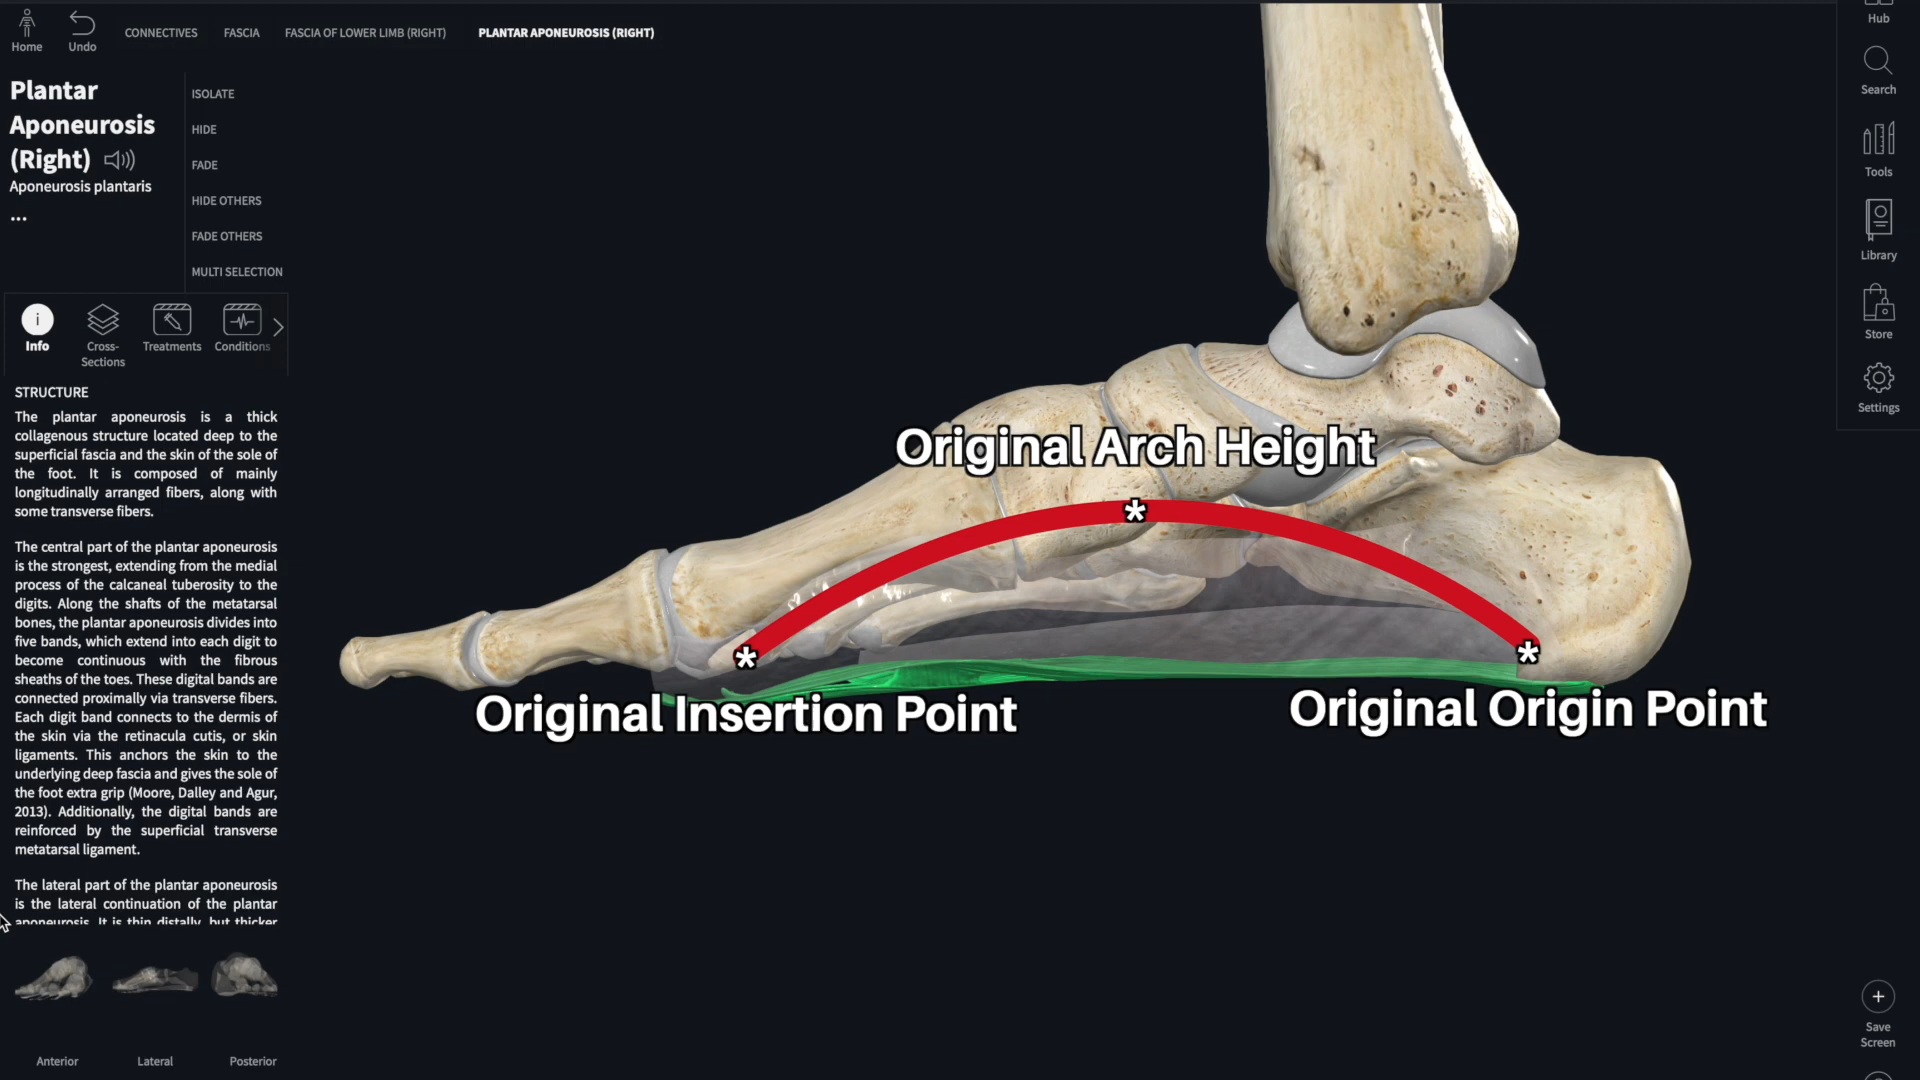 Home
Undo
CONNECTIVES
FASCIA
FASCIA OF LOWER LIMB (RIGHT)
PLANTAR APONEUROSIS (RIGHT)
Plantar
Aponeurosis
(Right)
Aponeurosis plantaris
...
ISOLATE
HIDE
FADE
HIDE OTHERS
FADE OTHERS
MULTI SELECTION
i
Info
Cross-
Sections
Treatments
Conditions
STRUCTURE
The plantar aponeurosis is a thick
collagenous structure located deep to the
superficial fascia and the skin of the sole of
the foot. It is composed of mainly
longitudinally arranged fibers, along with
some transverse fibers.
The central part of the plantar aponeurosis
is the strongest, extending from the medial
process of the calcaneal tuberosity to the
digits. Along the shafts of the metatarsal
bones, the plantar aponeurosis divides into
five bands, which extend into each digit to
become continuous with the fibrous
sheaths of the toes. These digital bands are
connected proximally via transverse fibers.
Each digit band connects to the dermis of
the skin via the retinacula cutis, or skin
ligaments. This anchors the skin to the
underlying deep fascia and gives the sole of
the foot extra grip (Moore, Dalley and Agur,
2013). Additionally, the digital bands are
reinforced by the superficial transverse
metatarsal ligament.
The lateral part of the plantar aponeurosis
is the lateral continuation of the plantar
aponeurosis. It is thin distally, but thicker
Anterior
Lateral
Posterior
Original Arch Height
*
*
*
Original Insertion Point
Original Origin Point
Hub
Search
Tools
Library
Store
Settings
+
Save
Screen